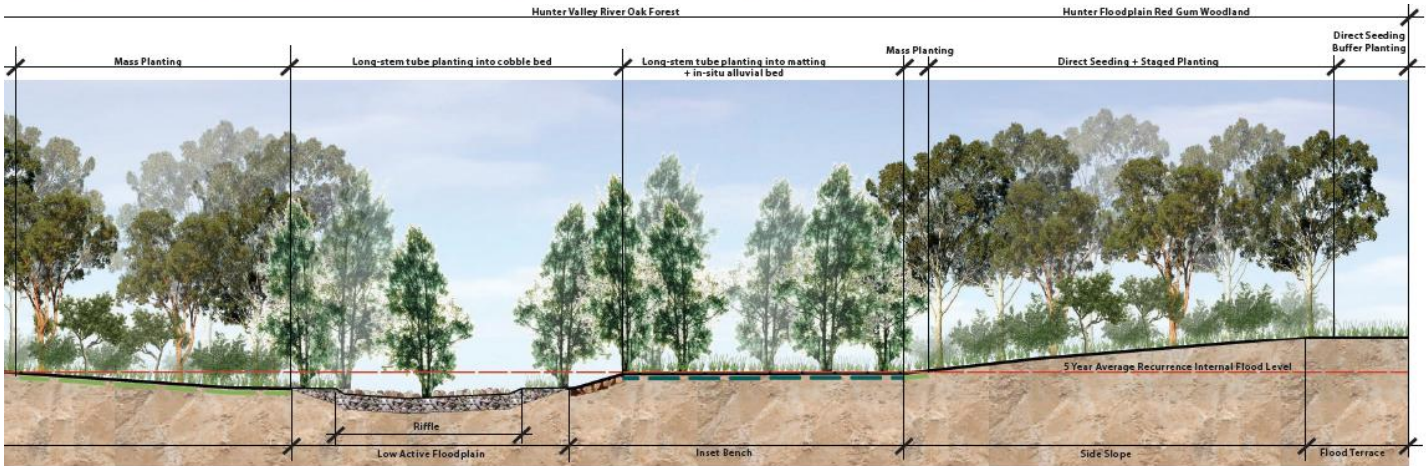 Hunter Valley River Oak Forest
Hunter Floodplain Red Gum Woodland
Direct Seeding
Buffer Planting
Mass Planting
Mass Planting
Long-stem tube planting into cobble bed
Long-stem tube planting into matting
+ in-situ alluvial bed
Direct Seeding + Staged Planting
5 Year Average Recurrence Internal Flood Level
Riffle
Low Active Floodplain
Inset Bench
Side Slope
Flood Terrace